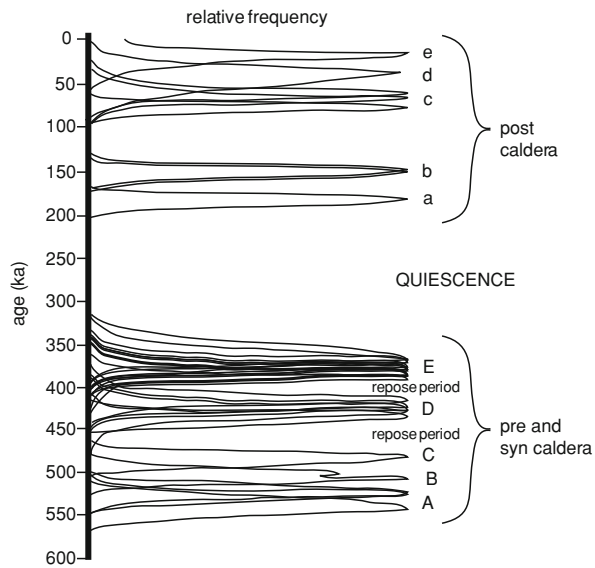 relative frequency
0
50
100
150
200
250
300
350
400
450
500
550
600
age (ka)
e
d
c
b
a
post
caldera
QUIESCENCE
E
repose period
D
repose period
C
B
A
pre and
syn caldera